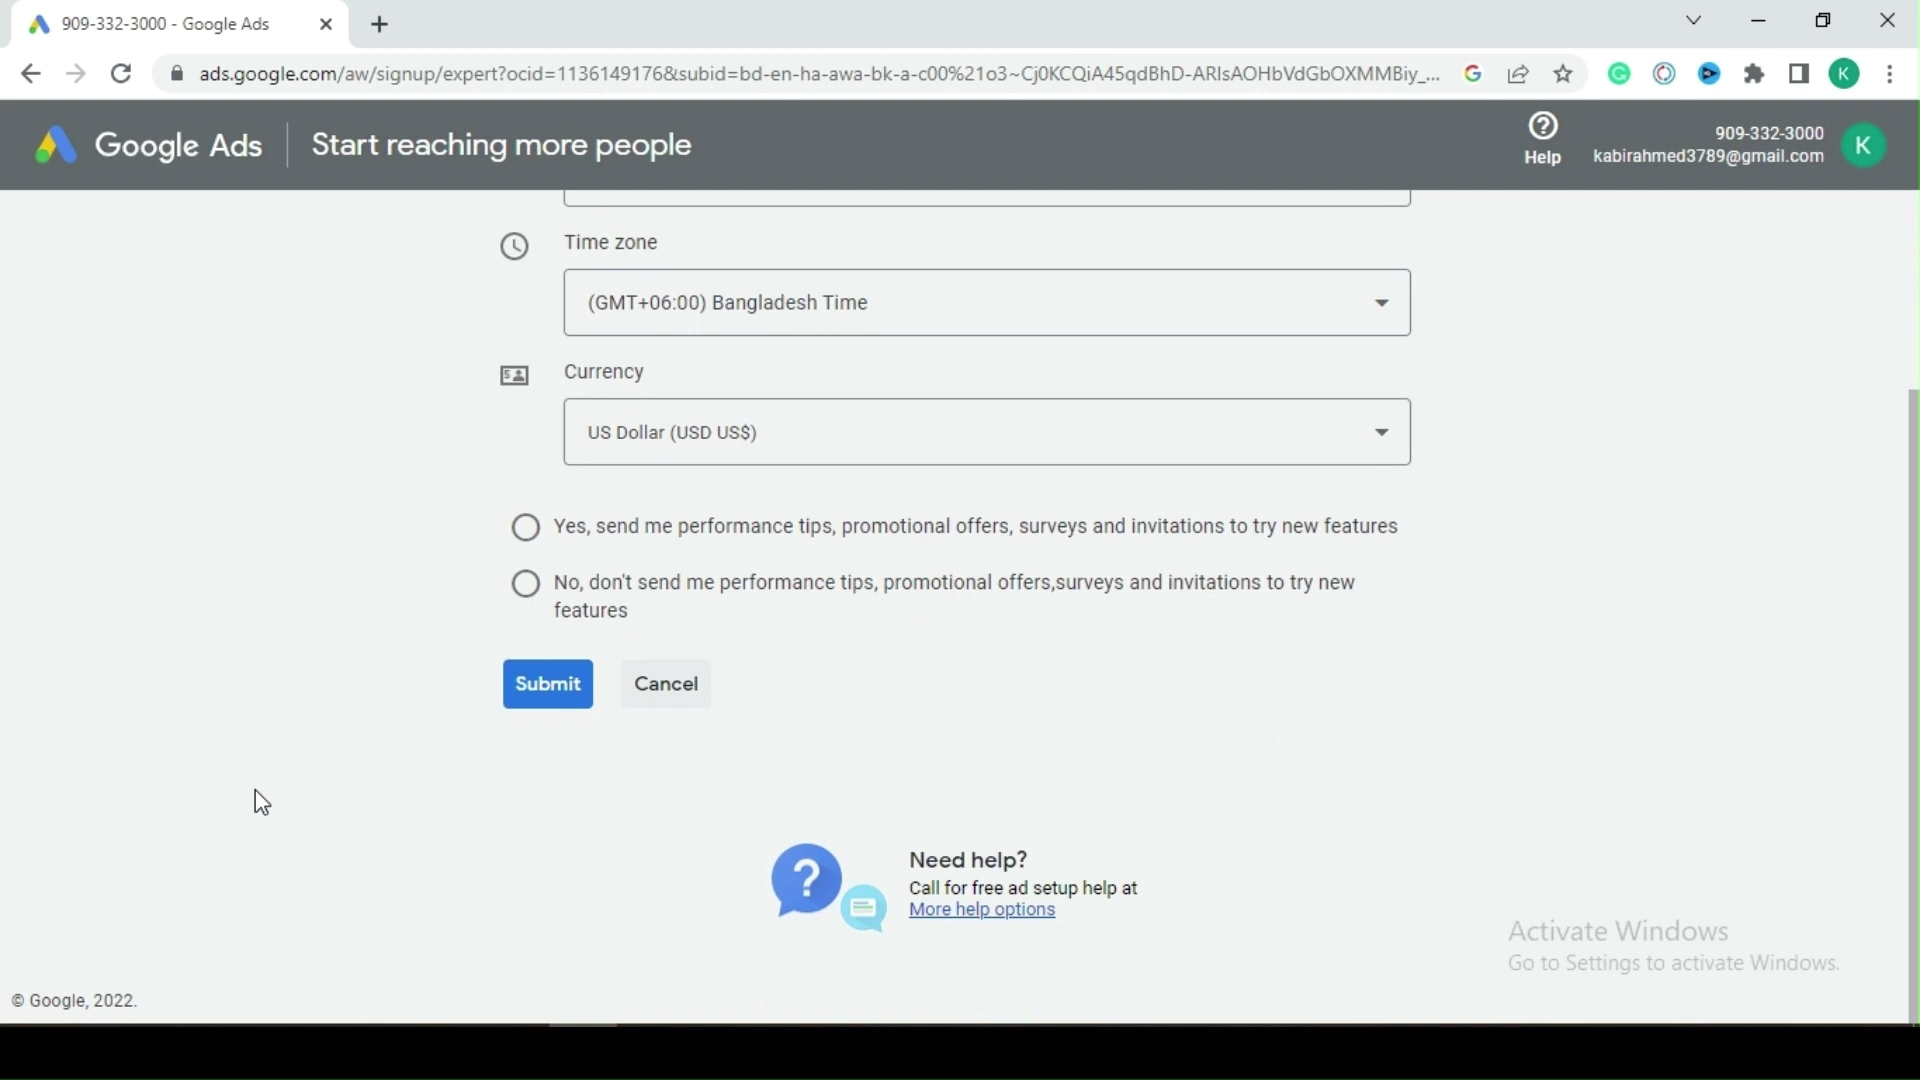 909-332-3000 - Google Ads
ads.google.com/aw/signup/expert?ocid=1136149176&subid=bd-en-ha-awa-bk-a-c00%21o3~Cj0KCQiA45qdBhD-ARIsAOHbVdGbOXMMBiy_...
K
Google Ads
Start reaching more people
Help
909-332-3000
kabirahmed3789@gmail.com
K
Time zone
(GMT+06:00) Bangladesh Time
Currency
US Dollar (USD US$)
Yes, send me performance tips, promotional offers, surveys and invitations to try new features
No, don't send me performance tips, promotional offers,surveys and invitations to try new
features
Submit
Cancel
Need help?
Call for free ad setup help at
More help options
Activate Windows
Go to Settings to activate Windows.
© Google, 2022.